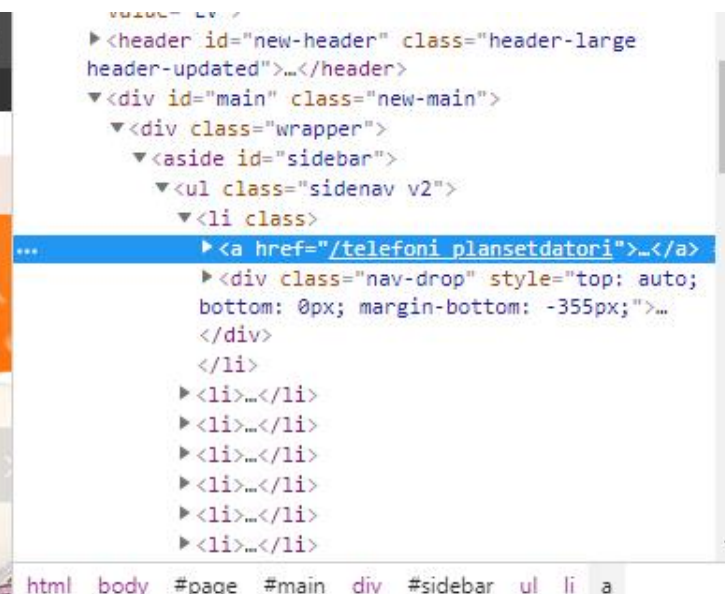 value="LV">
▶<header id="new-header" class="header-large
header-updated">…</header>
▼<div id="main" class="new-main">
▼<div class="wrapper">
▼<aside id="sidebar">
▼<ul class="sidenav v2">
▼<li class>
... ▶<a href="/telefoni_plansetdatori">…</a>
▶<div class="nav-drop" style="top: auto;
bottom: 0px; margin-bottom: -355px;">…
</div>
</li>
▶<li>…</li>
▶<li>…</li>
▶<li>…</li>
▶<li>…</li>
▶<li>…</li>
▶<li>…</li>
html body #page #main div #sidebar ul li a